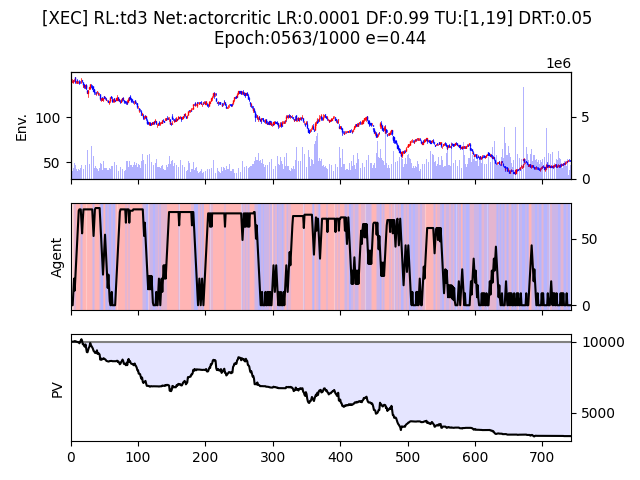 [XEC] RL:td3 Net:actorcritic LR:0.0001 DF:0.99 TU:[1,19] DRT:0.05
Epoch:0563/1000 e=0.44
1e6
Env.
100
50
5
0
Agent
50
0
PV
10000
5000
0 100 200 300 400 500 600 700